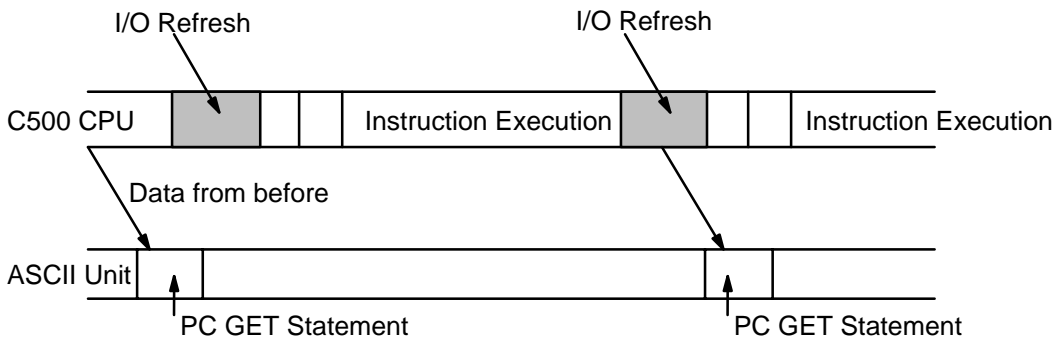 I/O Refresh
I/O Refresh
C500 CPU
Instruction Execution
Instruction Execution
Data from before
ASCII Unit
PC GET Statement
PC GET Statement